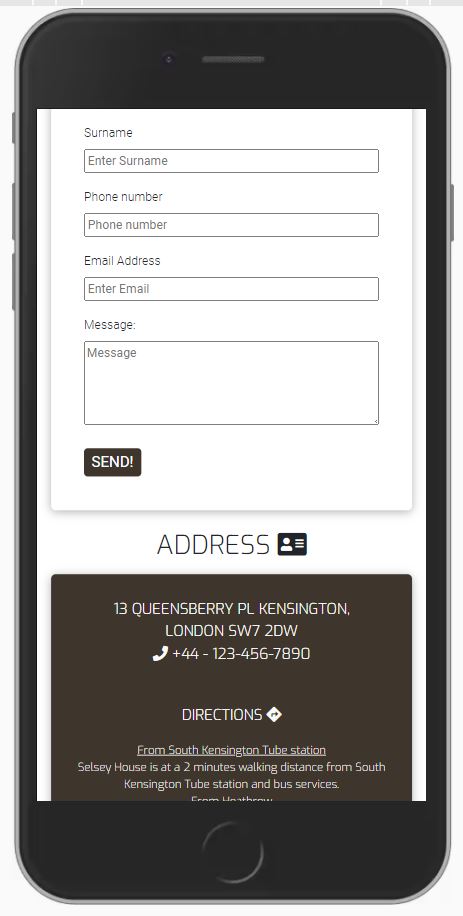 Surname
Enter Surname
Phone number
Phone number
Email Address
Enter Email
Message:
Message
SEND!
ADDRESS
13 QUEENSBERRY PL KENSINGTON,
LONDON SW7 2DW
+44 - 123-456-7890
DIRECTIONS
From South Kensington Tube station
Selsey House is at a 2 minutes walking distance from South
Kensington Tube station and bus services.
From Heathrow